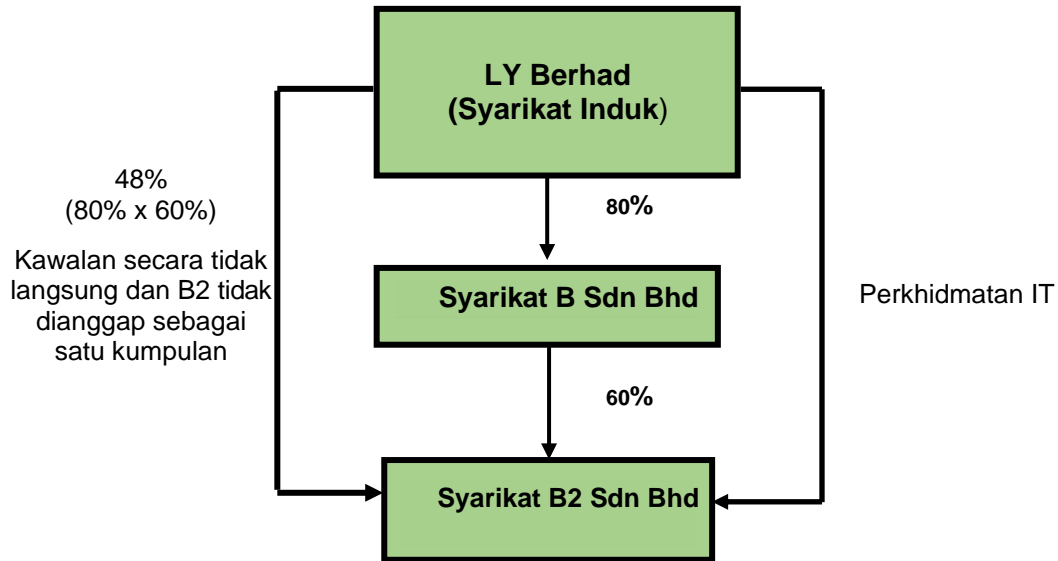 LY Berhad
(Syarikat Induk)
48%
(80% x 60%)
Kawalan secara tidak
langsung dan B2 tidak
dianggap sebagai
satu kumpulan
80%
Syarikat B Sdn Bhd
Perkhidmatan IT
60%
Syarikat B2 Sdn Bhd